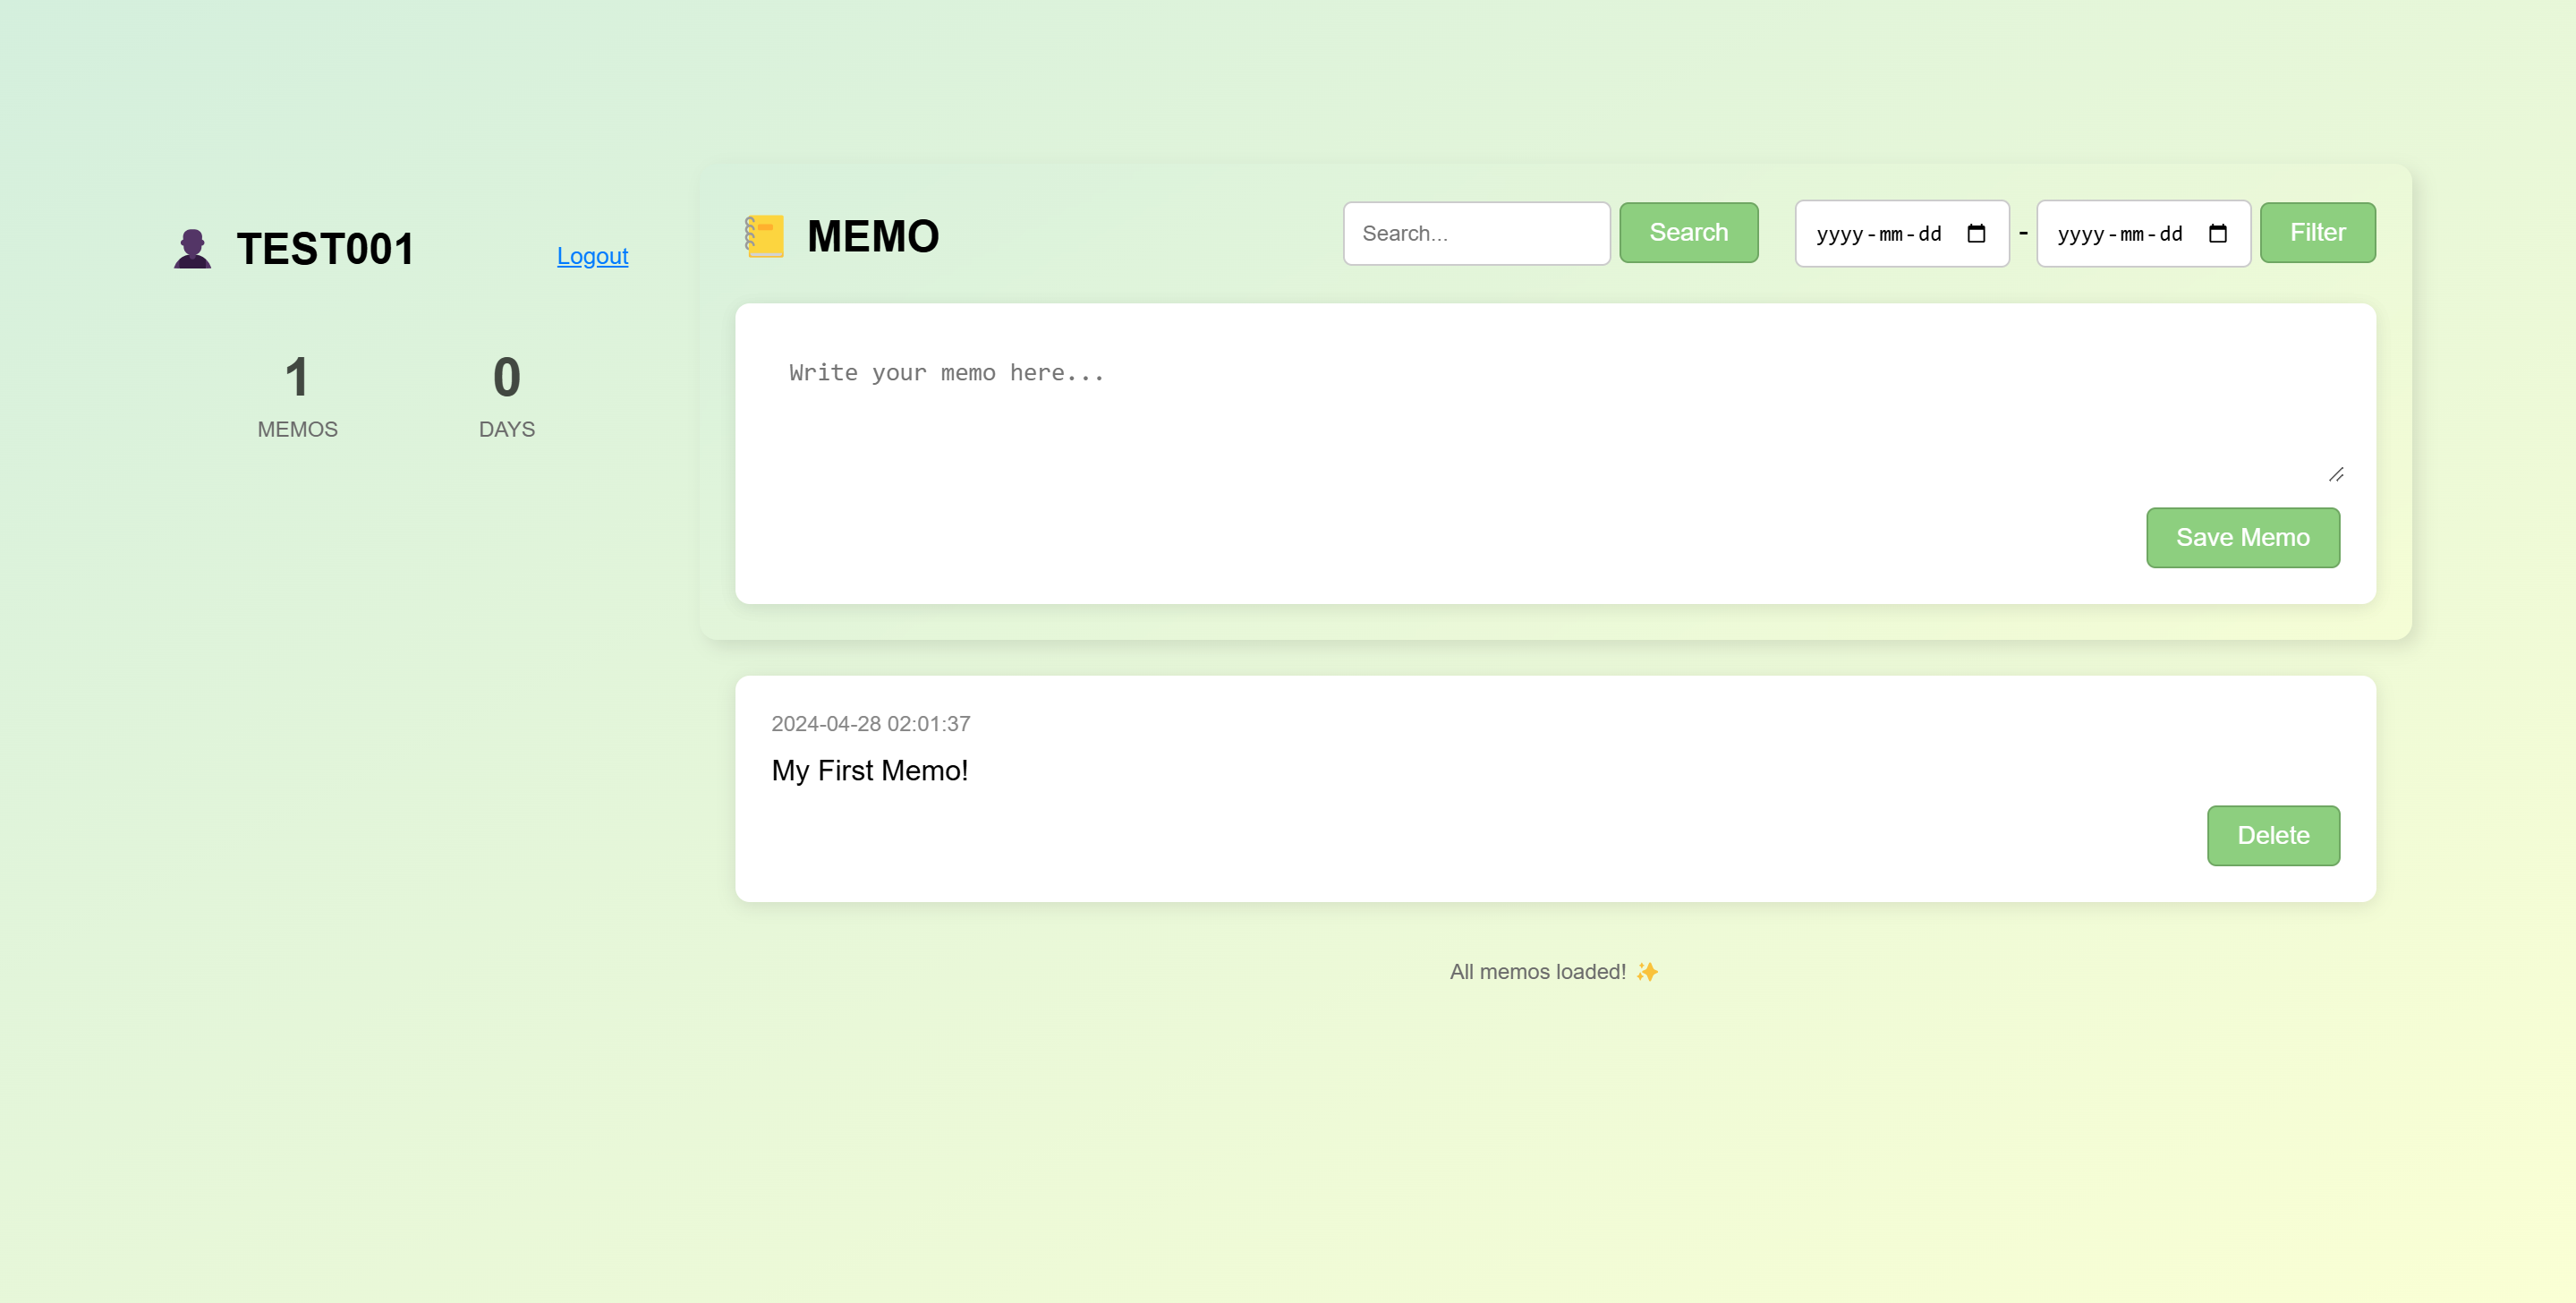 TEST001
Logout
1
MEMOS
0
DAYS
MEMO
Search...
Search
yyyy-mm-dd
-
yyyy-mm-dd
Filter
Write your memo here...
Save Memo
2024-04-28 02:01:37
My First Memo!
Delete
All memos loaded! ✨